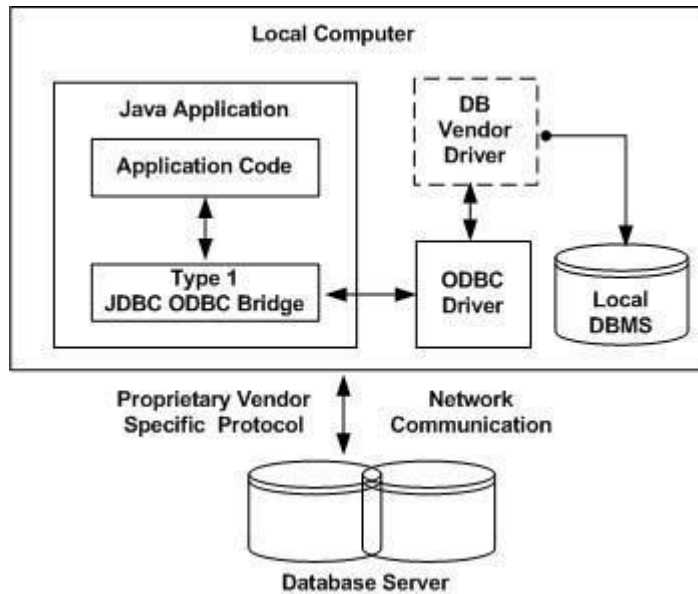 Local Computer
Java Application
Application Code
Type 1
JDBC ODBC Bridge
DB
Vendor
Driver
ODBC
Driver
Local
DBMS
Proprietary Vendor
Specific Protocol
Network
Communication
Database Server